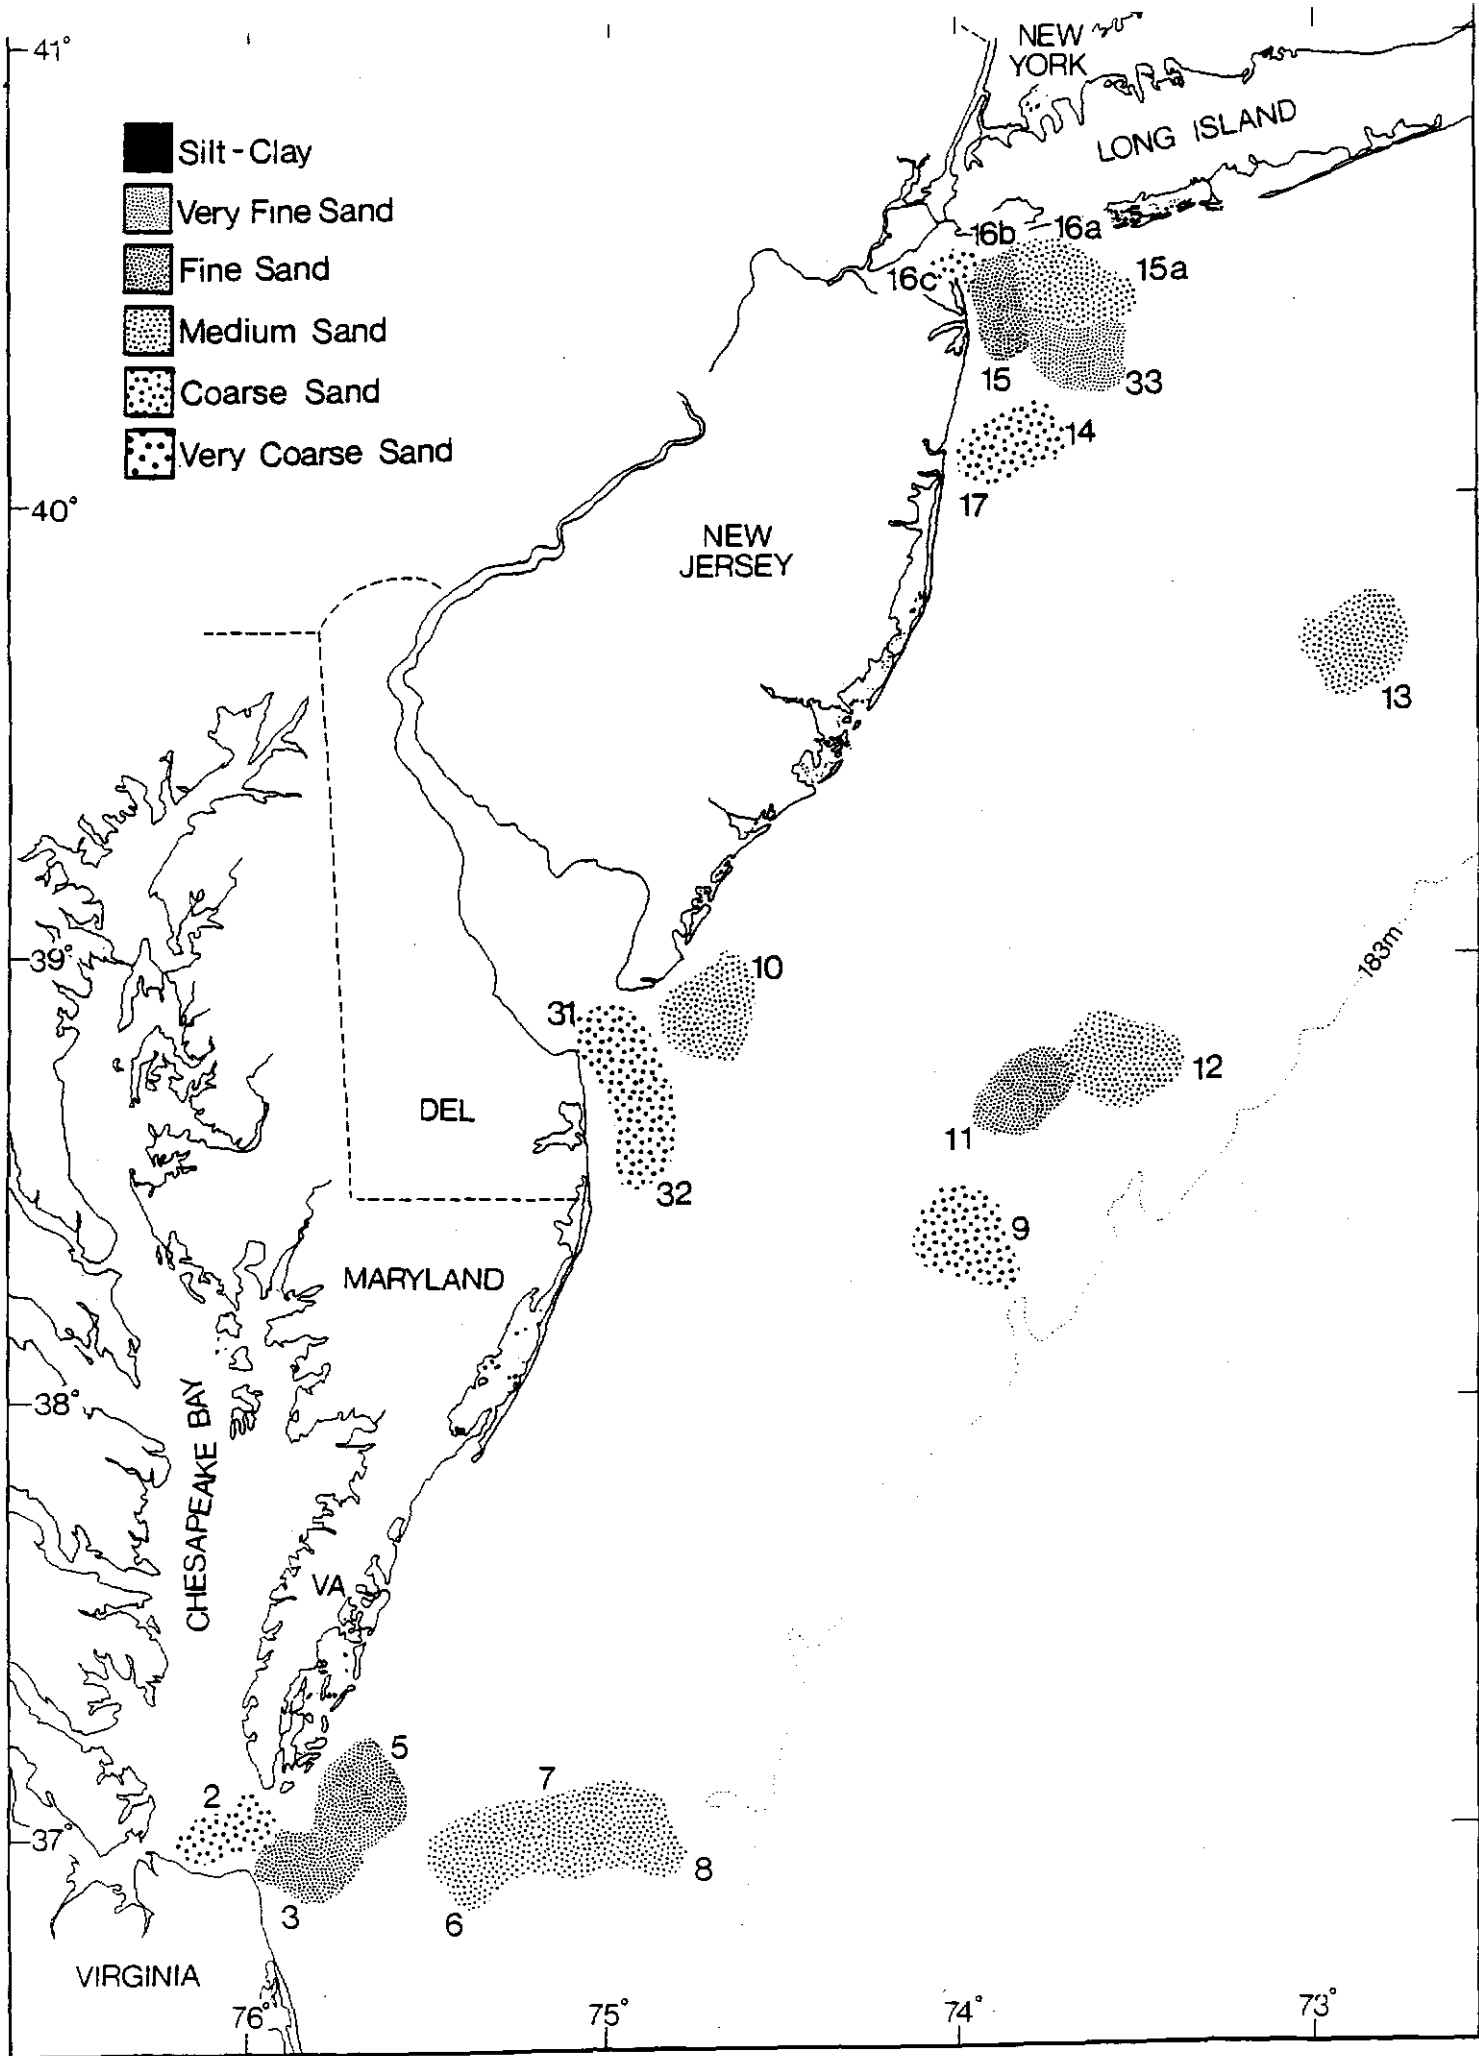 41°
NEW
YORK
LONG ISLAND
Silt-Clay
Very Fine Sand
Fine Sand
Medium Sand
Coarse Sand
Very Coarse Sand
16b
16a
16c
15a
15
33
14
17
40°
NEW
JERSEY
13
39°
183m
10
31
12
DEL
11
32
9
MARYLAND
38°
CHESAPEAKE BAY
VA
5
7
2
37°
8
3
6
VIRGINIA
76°
75°
74°
73°